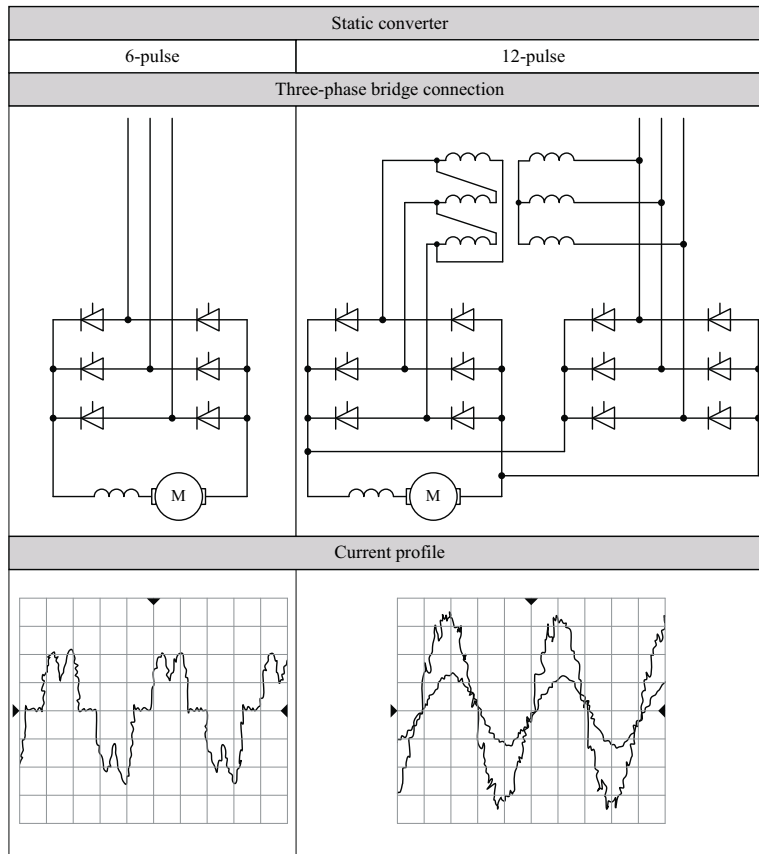 Static converter
6-pulse
12-pulse
Three-phase bridge connection
M
M
Current profile